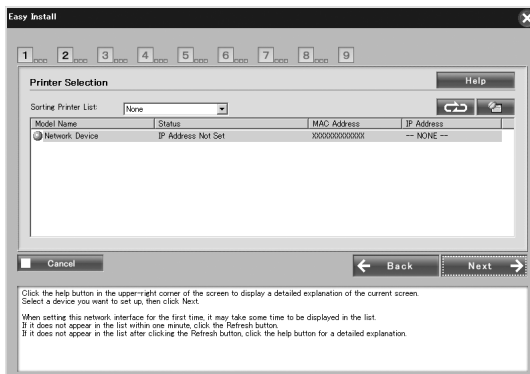 Easy Install
1 2 3 4 5 6 7 8 9
Printer Selection
Help
Sorting Printer List:
None
Model Name Status MAC Address IP Address
Network Device IP Address Not Set XXXXXXXXXXXX -- NONE --
Cancel
Back
Next
Click the help button in the upper-right corner of the screen to display a detailed explanation of the current screen.
Select a device you want to set up, then click Next.
When setting this network interface for the first time, it may take some time to be displayed in the list.
If it does not appear in the list within one minute, click the Refresh button.
If it does not appear in the list after clicking the Refresh button, click the help button for a detailed explanation.